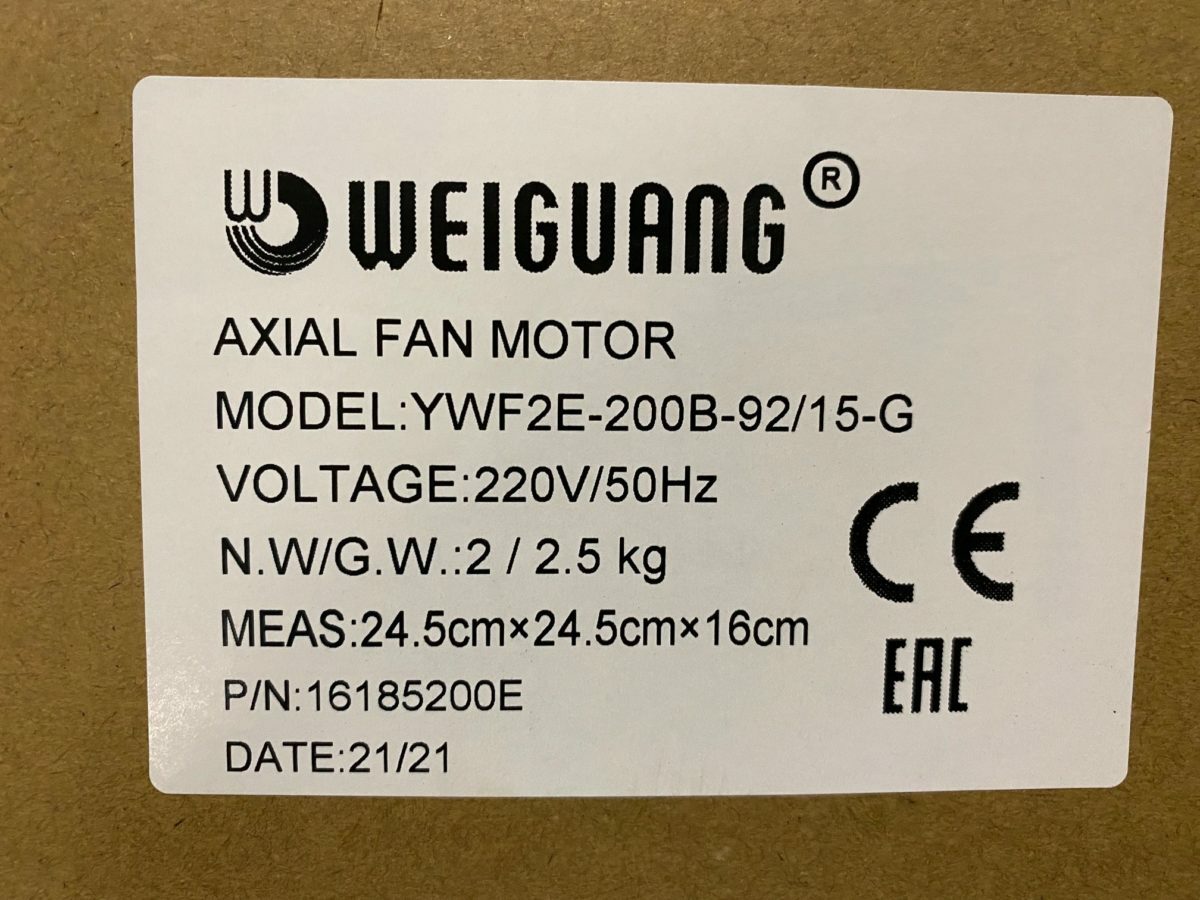 WEIGUANG®
AXIAL FAN MOTOR
MODEL:YWF2E-200B-92/15-G
VOLTAGE:220V/50Hz
N.W/G.W.:2 / 2.5 kg
MEAS:24.5cm×24.5cm×16cm
P/N:16185200E
DATE:21/21
CE
EAC